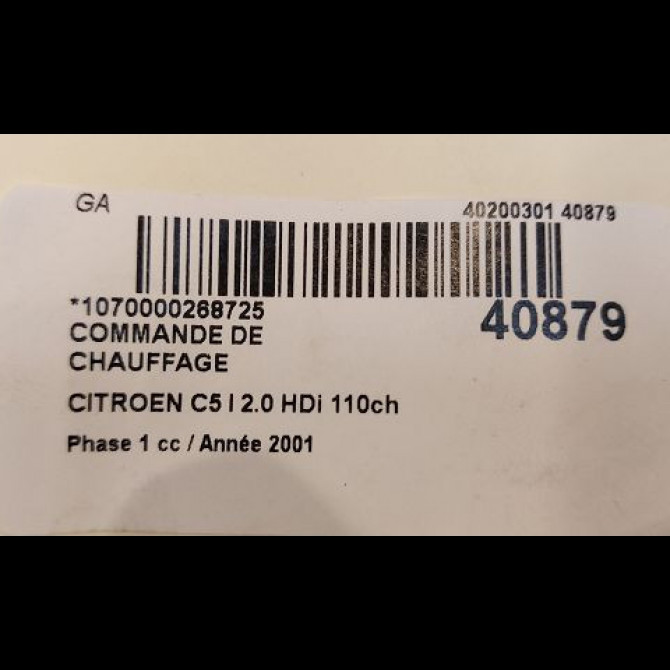 GA
40200301 40879
*1070000268725
40879
COMMANDE DE
CHAUFFAGE
CITROEN C5 I 2.0 HDi 110ch
Phase 1 cc / Année 2001